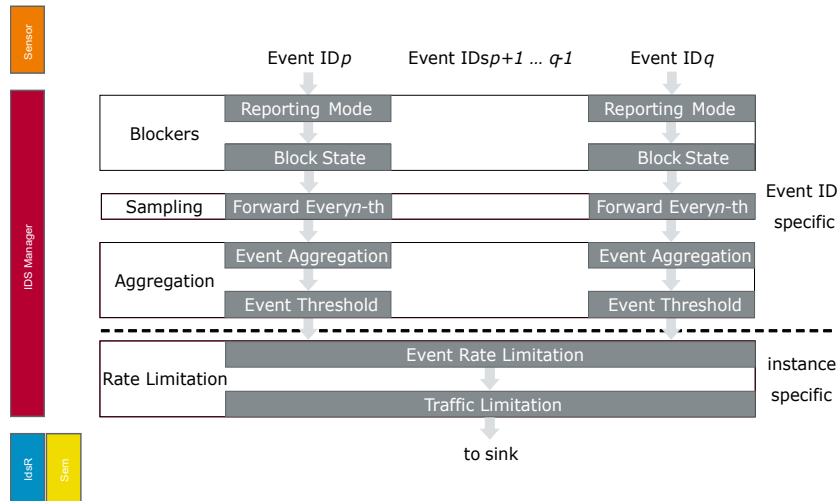 Sensor
Event IDp Event IDsp+1 ... q-1 Event IDq
IDS Manager
Blockers
Reporting Mode Reporting Mode
Block State Block State
Sampling Forward Everyn-th Forward Everyn-th
Event ID
specific
Aggregation
Event Aggregation Event Aggregation
Event Threshold Event Threshold
Rate Limitation
Event Rate Limitation
Traffic Limitation
instance
specific
to sink
IdsR
Sem